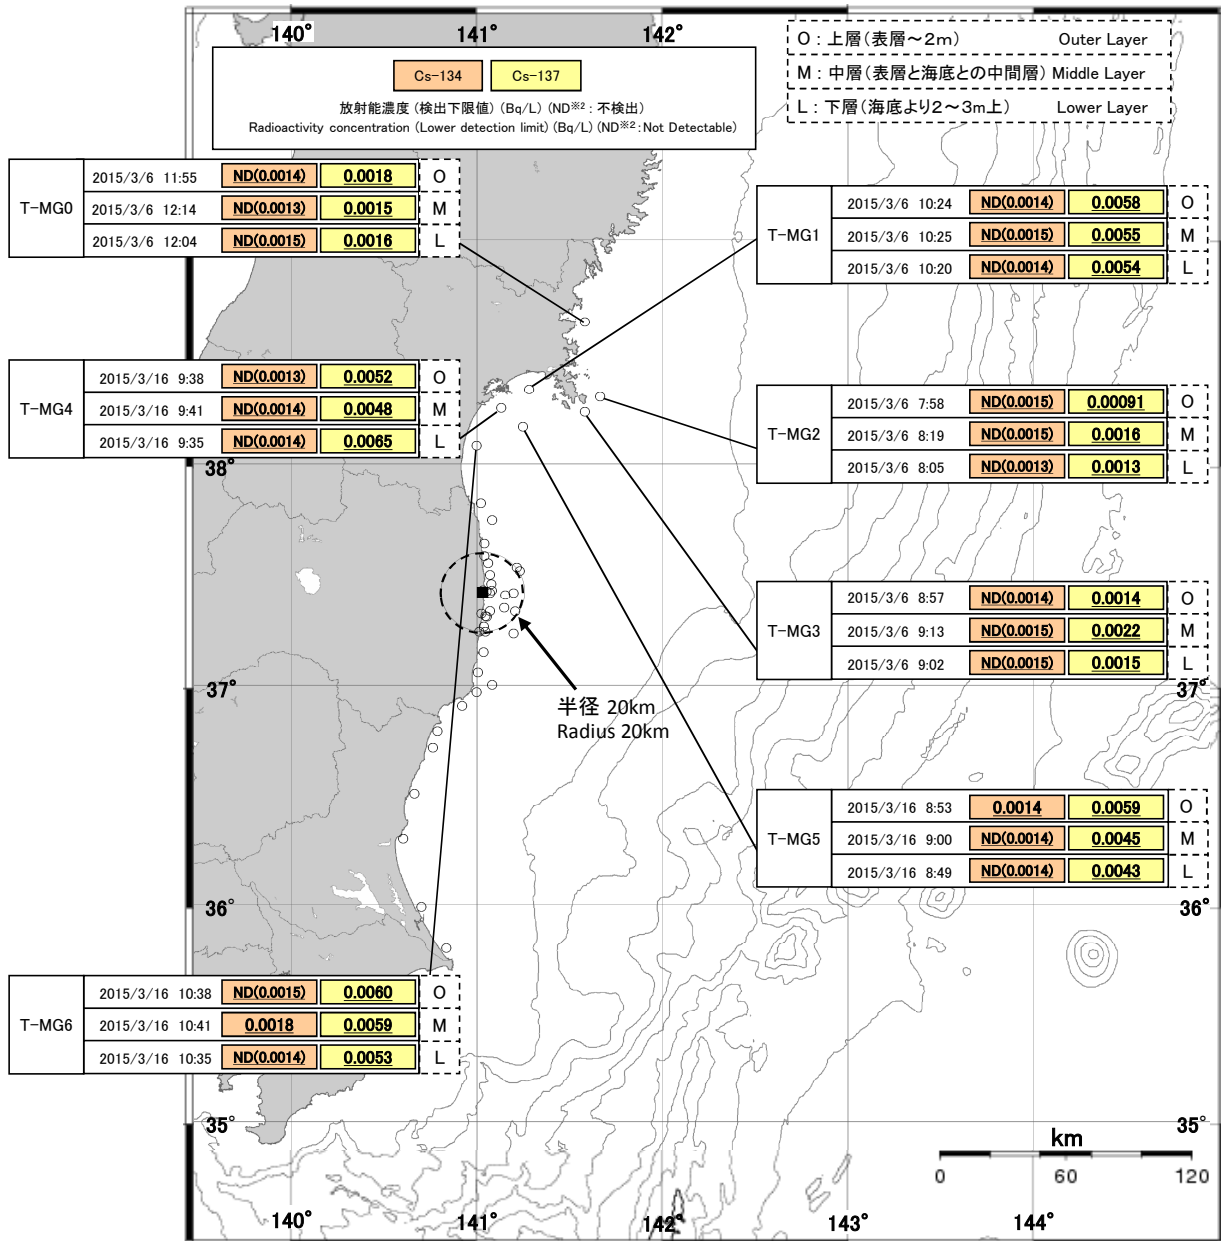 140°
141°
142°
O : 上層(表層～2m) Outer Layer
M : 中層(表層と海底との中間層) Middle Layer
L : 下層(海底より2～3m上) Lower Layer
Cs-134 Cs-137
放射能濃度 (検出下限値) (Bq/L) (ND※2 : 不検出)
Radioactivity concentration (Lower detection limit) (Bq/L) (ND※2 : Not Detectable)
T-MG0
2015/3/6 11:55 ND(0.0014) 0.0018 O
2015/3/6 12:14 ND(0.0013) 0.0015 M
2015/3/6 12:04 ND(0.0015) 0.0016 L
T-MG1
2015/3/6 10:24 ND(0.0014) 0.0058 O
2015/3/6 10:25 ND(0.0015) 0.0055 M
2015/3/6 10:20 ND(0.0014) 0.0054 L
T-MG4
2015/3/16 9:38 ND(0.0013) 0.0052 O
2015/3/16 9:41 ND(0.0014) 0.0048 M
2015/3/16 9:35 ND(0.0014) 0.0065 L
T-MG2
2015/3/6 7:58 ND(0.0015) 0.00091 O
2015/3/6 8:19 ND(0.0015) 0.0016 M
2015/3/6 8:05 ND(0.0013) 0.0013 L
38°
T-MG3
2015/3/6 8:57 ND(0.0014) 0.0014 O
2015/3/6 9:13 ND(0.0015) 0.0022 M
2015/3/6 9:02 ND(0.0015) 0.0015 L
37°
37°
半径 20km
Radius 20km
T-MG5
2015/3/16 8:53 0.0014 0.0059 O
2015/3/16 9:00 ND(0.0014) 0.0045 M
2015/3/16 8:49 ND(0.0014) 0.0043 L
36°
36°
T-MG6
2015/3/16 10:38 ND(0.0015) 0.0060 O
2015/3/16 10:41 0.0018 0.0059 M
2015/3/16 10:35 ND(0.0014) 0.0053 L
35°
35°
km
0 60 120
140°
141°
142°
143°
144°